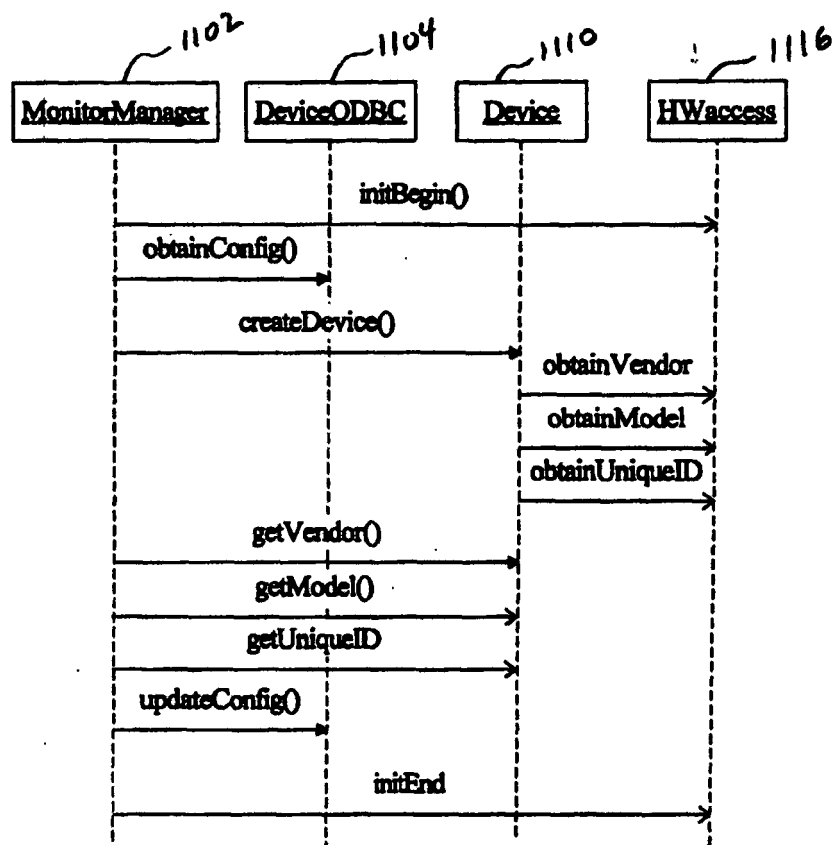 1102 1104 1110 1116
MonitorManager DeviceODBC Device HWaccess
initBegin()
obtainConfig()
createDevice()
obtainVendor
obtainModel
obtainUniqueID
getVendor()
getModel()
getUniqueID
updateConfig()
initEnd